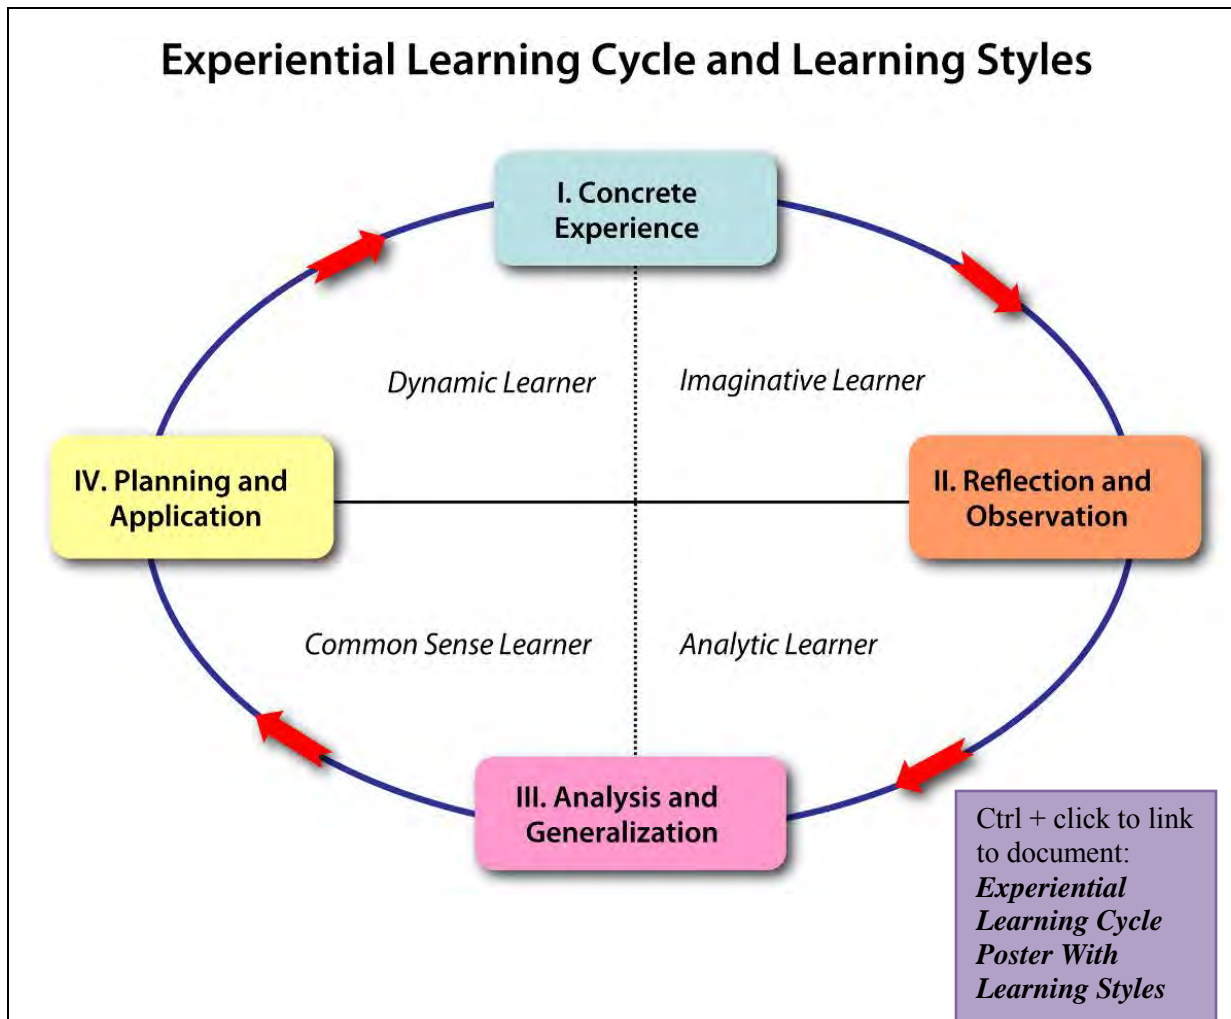 Experiential Learning Cycle and Learning Styles
I. Concrete
Experience
Dynamic Learner
Imaginative Learner
IV. Planning and
Application
II. Reflection and
Observation
Common Sense Learner
Analytic Learner
III. Analysis and
Generalization
Ctrl + click to link
to document:
Experiential
Learning Cycle
Poster With
Learning Styles